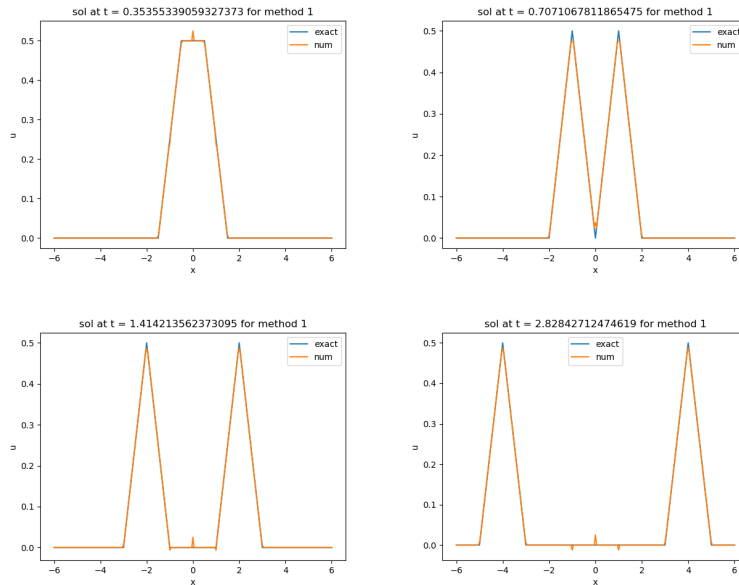 sol at t = 0.35355339059327373 for method 1
exact
num
u
0.5
0.4
0.3
0.2
0.1
0.0
−6 −4 −2 0 2 4 6
x
sol at t = 0.7071067811865475 for method 1
exact
num
u
0.5
0.4
0.3
0.2
0.1
0.0
−6 −4 −2 0 2 4 6
x
sol at t = 1.414213562373095 for method 1
exact
num
u
0.5
0.4
0.3
0.2
0.1
0.0
−6 −4 −2 0 2 4 6
x
sol at t = 2.82842712474619 for method 1
exact
num
u
0.5
0.4
0.3
0.2
0.1
0.0
−6 −4 −2 0 2 4 6
x